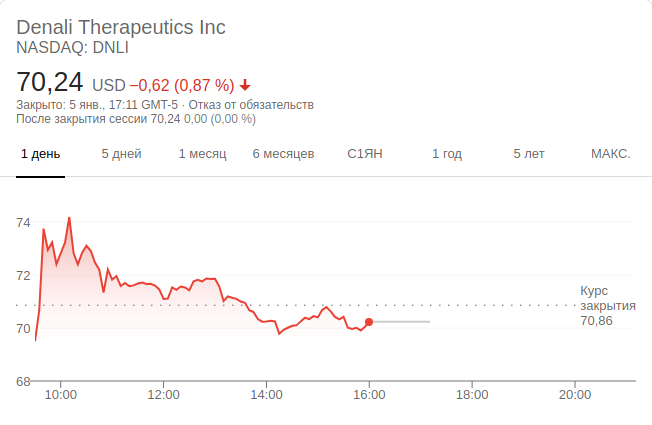 Denali Therapeutics Inc
NASDAQ: DNLI
70,24 USD −0,62 (0,87 %)
Закрыто: 5 янв., 17:11 GMT-5 · Отказ от обязательств
После закрытия сессии 70,24 0,00 (0,00 %)
1 день 5 дней 1 месяц 6 месяцев С1ЯН 1 год 5 лет МАКС.
74
72
Курс
закрытия
70,86
70
68
10:00 12:00 14:00 16:00 18:00 20:00